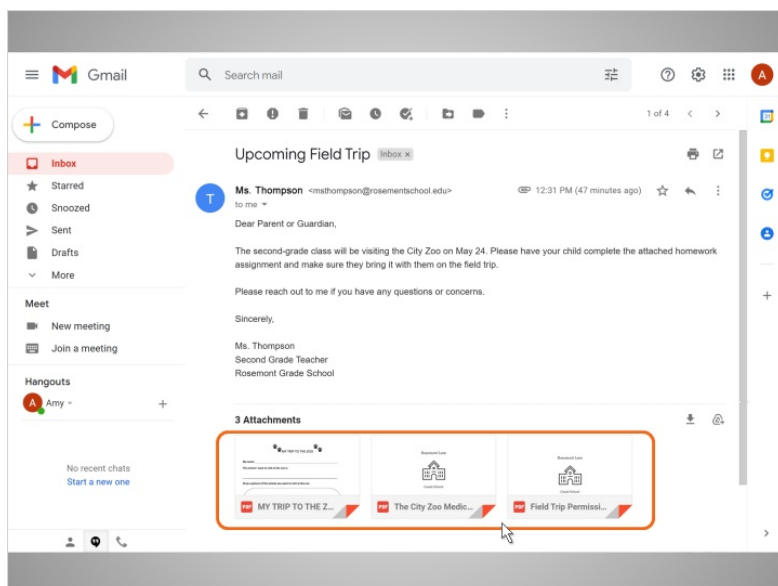 Gmail
Search mail
A
Compose
1 of 4
Inbox
Starred
Snoozed
Sent
Drafts
More
Meet
New meeting
Join a meeting
Hangouts
A Amy
No recent chats
Start a new one
Upcoming Field Trip Inbox x
T
Ms. Thompson <msthompson@rosementschool.edu> 12:31 PM (47 minutes ago)
to me
Dear Parent or Guardian,
The second-grade class will be visiting the City Zoo on May 24. Please have your child complete the attached homework
assignment and make sure they bring it with them on the field trip.
Please reach out to me if you have any questions or concerns.
Sincerely,
Ms. Thompson
Second Grade Teacher
Rosemont Grade School
3 Attachments
MY TRIP TO THE ZOO
Rosemont Lane
Grade School
Rosemont Lane
Grade School
PDF MY TRIP TO THE Z...
PDF The City Zoo Medic...
PDF Field Trip Permissi...